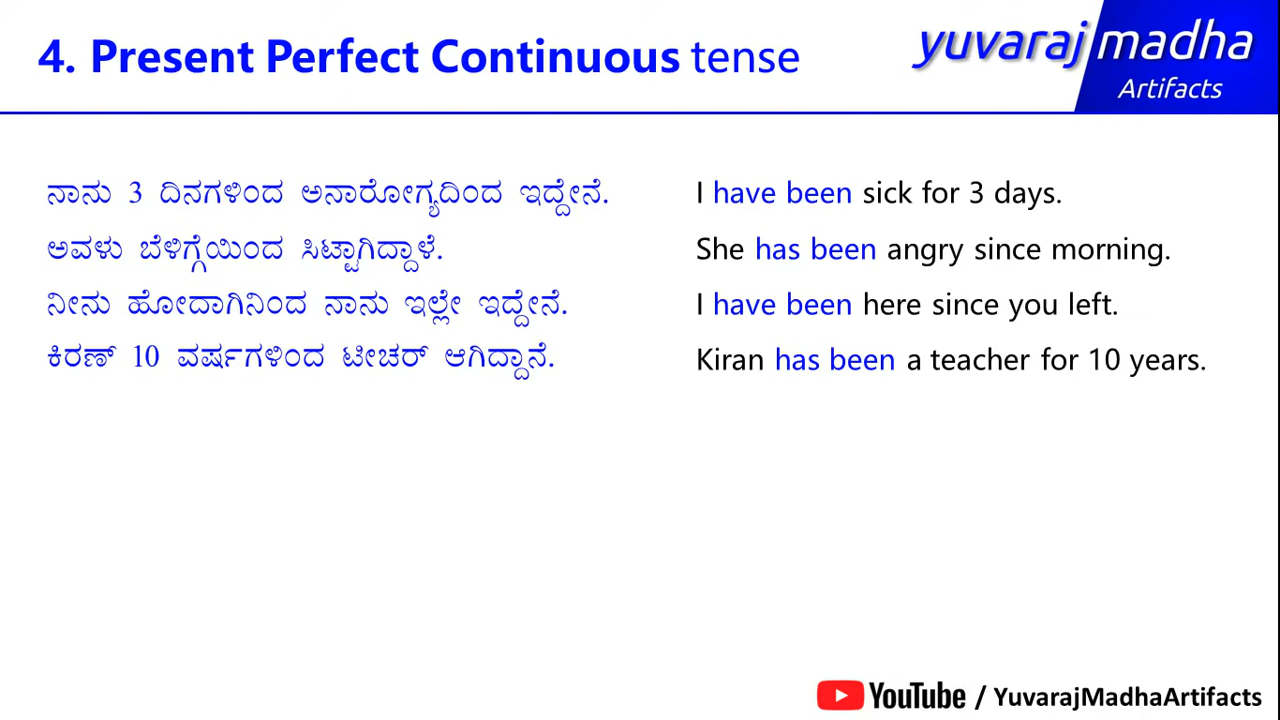 4. Present Perfect Continuous tense
yuvaraj madha
Artifacts
ನಾನು 3 ದಿನಗಳಿಂದ ಅನಾರೋಗ್ಯದಿಂದ ಇದ್ದೇನೆ.
I have been sick for 3 days.
ಅವಳು ಬೆಳಿಗ್ಗೆಯಿಂದ ಸಿಟ್ಟಾಗಿದ್ದಾಳೆ.
She has been angry since morning.
ನೀನು ಹೋದಾಗಿನಿಂದ ನಾನು ಇಲ್ಲೇ ಇದ್ದೇನೆ.
I have been here since you left.
ಕಿರಣ್ 10 ವರ್ಷಗಳಿಂದ ಟೀಚರ್ ಆಗಿದ್ದಾನೆ.
Kiran has been a teacher for 10 years.
YouTube / YuvarajMadhaArtifacts